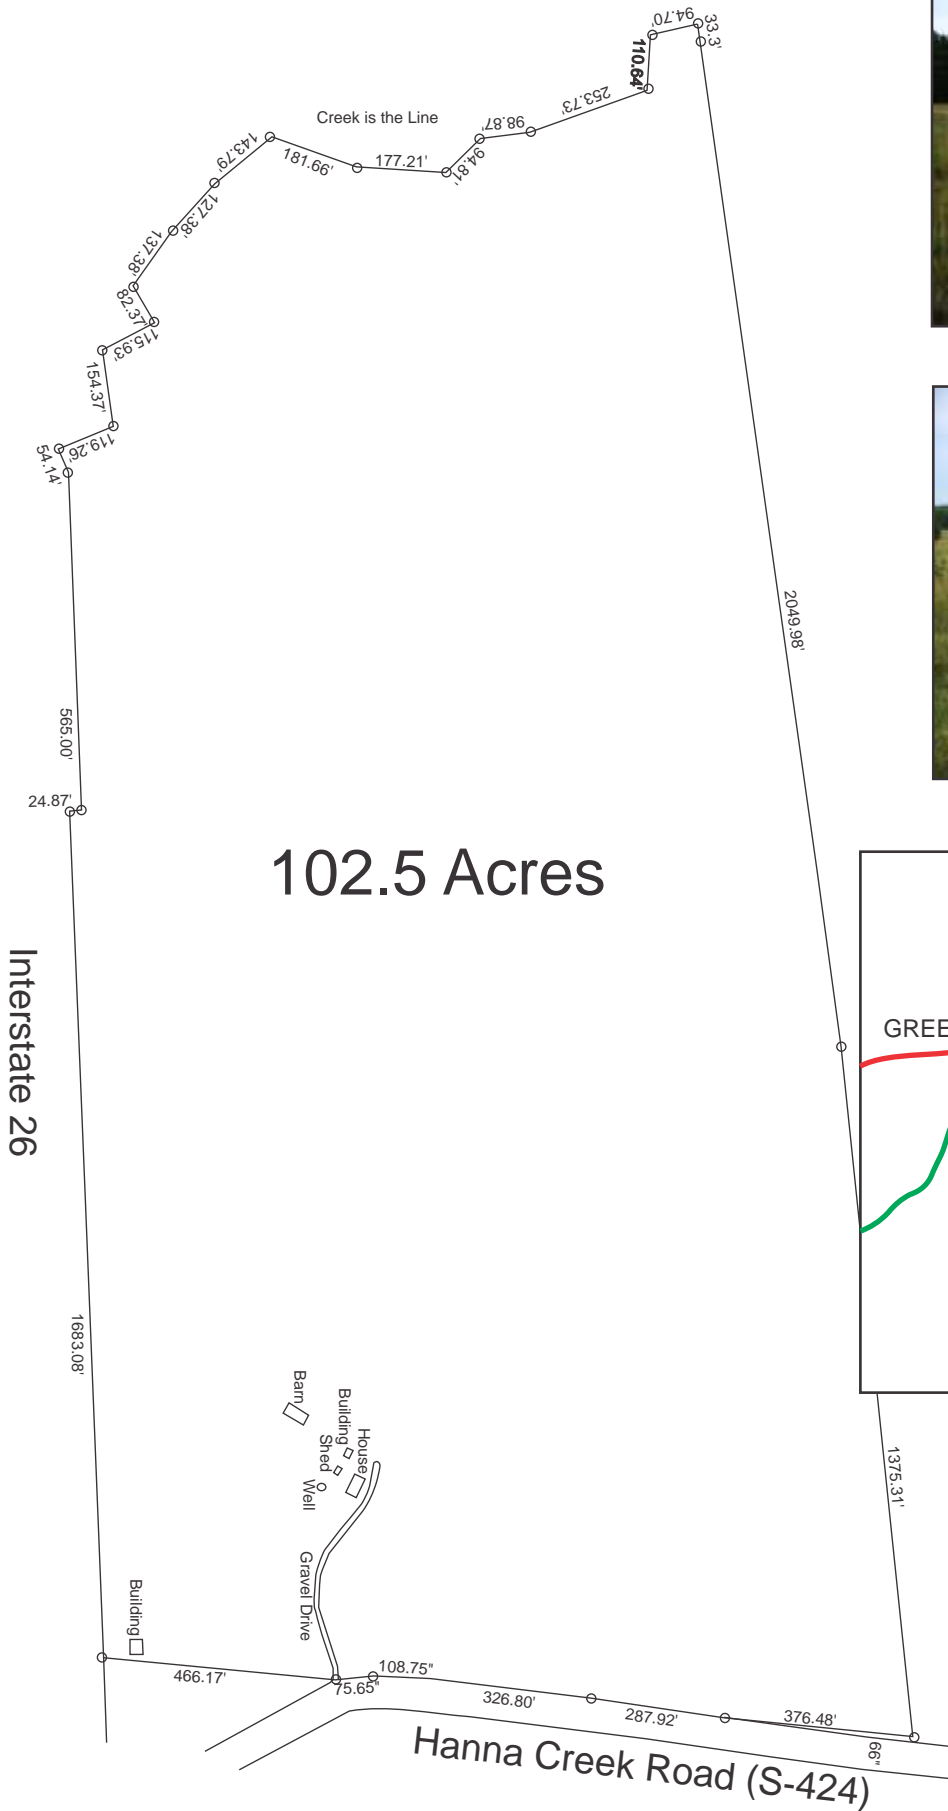 94.70'
33.3'
110.64'
253.73'
98.87'
94.81'
Creek is the Line
177.21'
181.66'
143.79'
127.38'
137.38'
82.37'
115.93'
154.37'
119.26'
54.14'
2049.98'
565.00'
24.87'
102.5 Acres
Interstate 26
GREE
1683.08'
1375.31'
Barn
Building
House
Shed
Well
Gravel Drive
Building
466.17'
75.65"
108.75"
326.80'
287.92'
376.48'
66"
Hanna Creek Road (S-424)